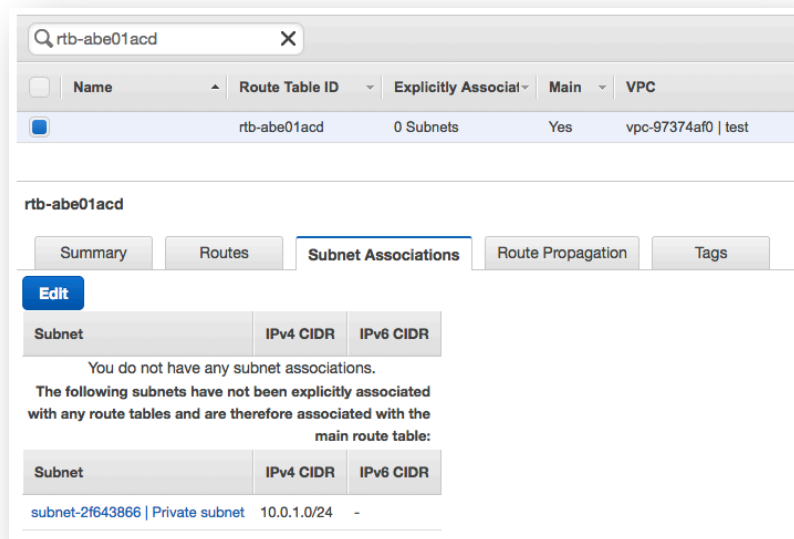 rtb-abe01acd
Name Route Table ID Explicitly Associat Main VPC
rtb-abe01acd 0 Subnets Yes vpc-97374af0 | test
rtb-abe01acd
Summary Routes Subnet Associations Route Propagation Tags
Edit
Subnet IPv4 CIDR IPv6 CIDR
You do not have any subnet associations.
The following subnets have not been explicitly associated
with any route tables and are therefore associated with the
main route table:
Subnet IPv4 CIDR IPv6 CIDR
subnet-2f643866 | Private subnet 10.0.1.0/24 -